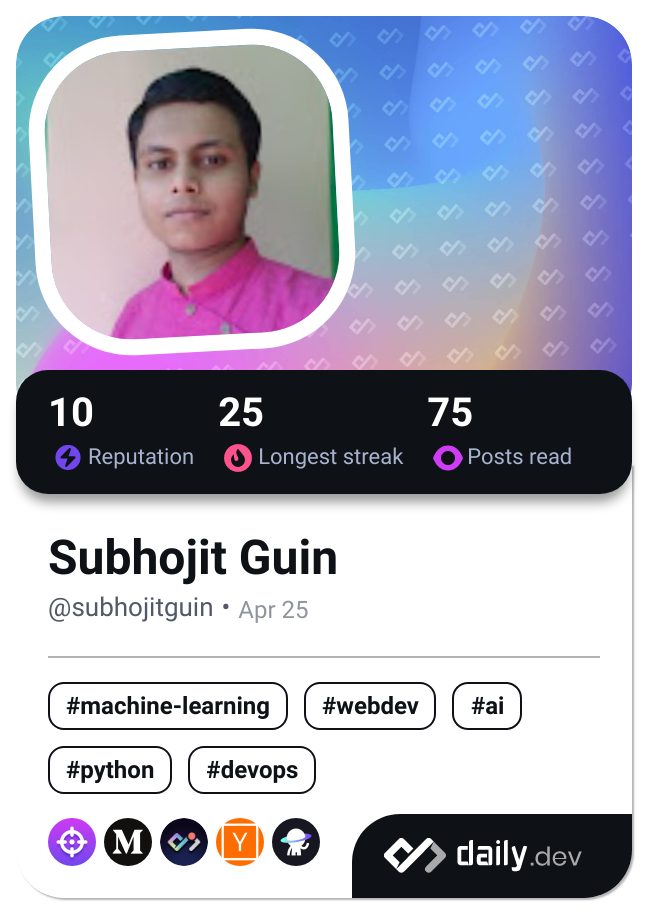 10 25 75
Reputation Longest streak Posts read
Subhojit Guin
@subhojitguin • Apr 25
#machine-learning #webdev #ai
#python #devops
M Y
daily.dev